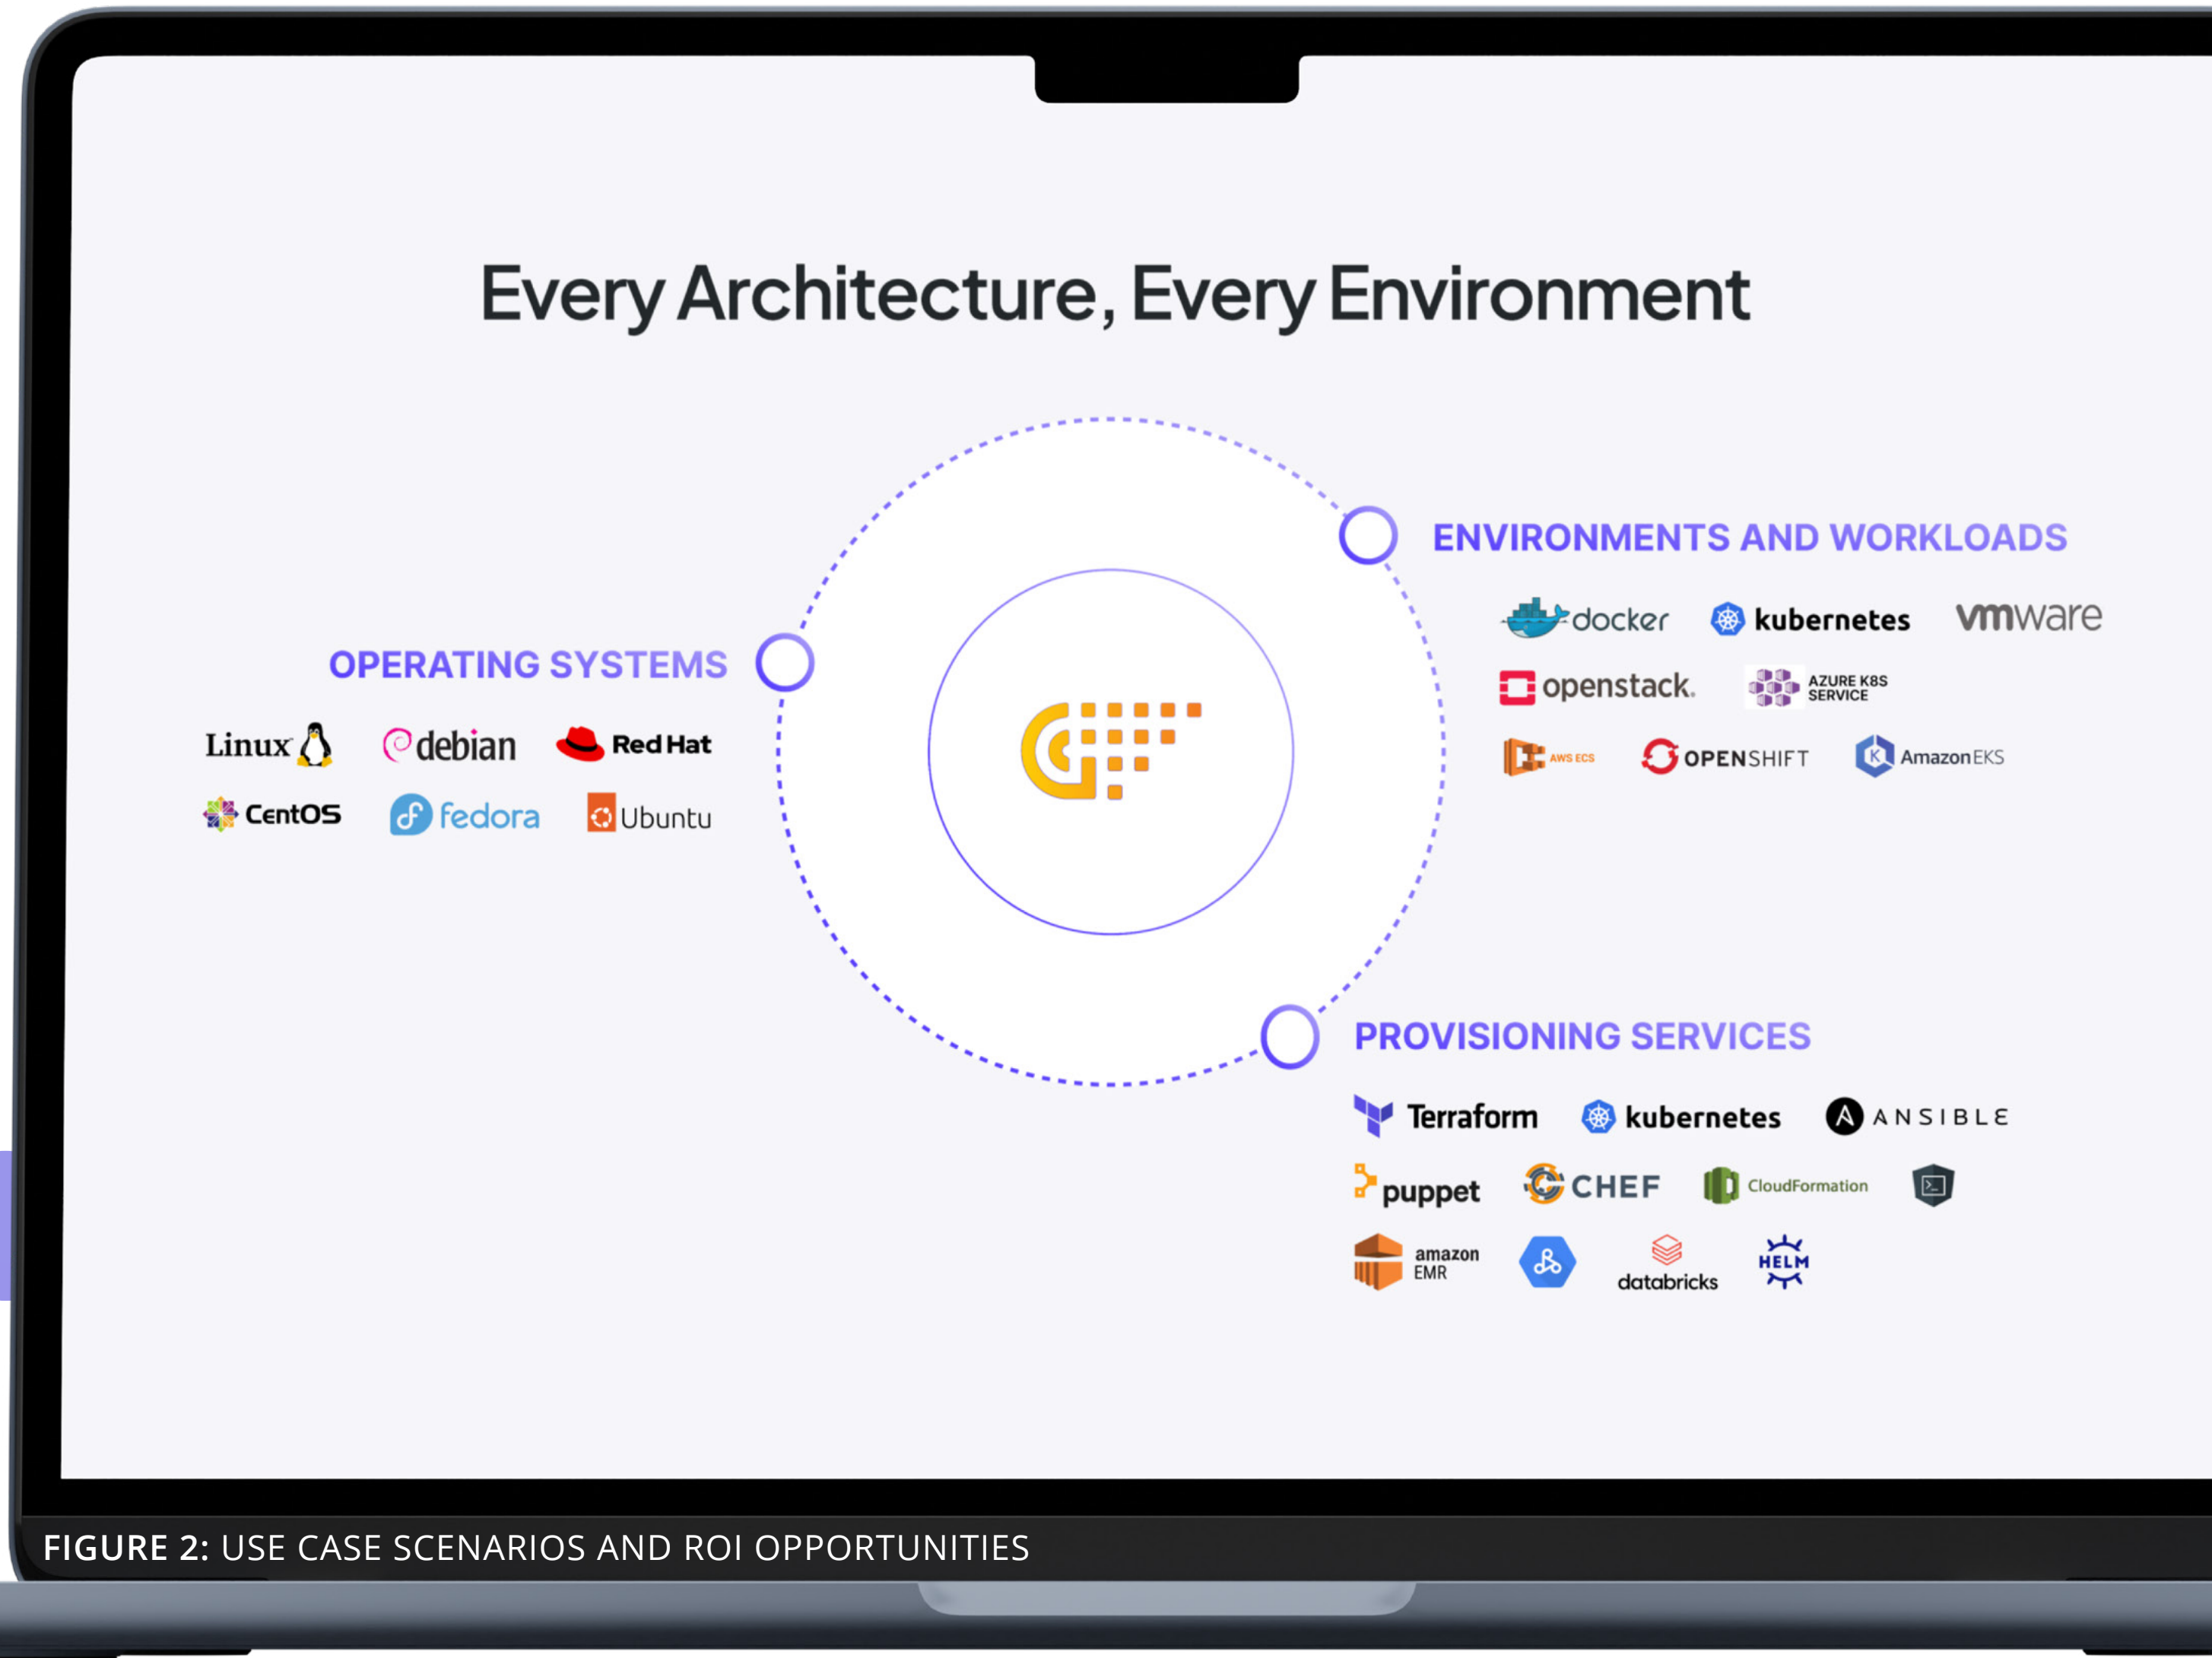 Every Architecture, Every Environment
ENVIRONMENTS AND WORKLOADS
docker kubernetes vmware
openstack. AZURE K8S SERVICE
AWS ECS OPENSHIFT Amazon EKS
OPERATING SYSTEMS
Linux debian Red Hat
CentOS fedora Ubuntu
PROVISIONING SERVICES
Terraform kubernetes ANSIBLE
puppet CHEF CloudFormation
amazon EMR databricks HELM
FIGURE 2: USE CASE SCENARIOS AND ROI OPPORTUNITIES